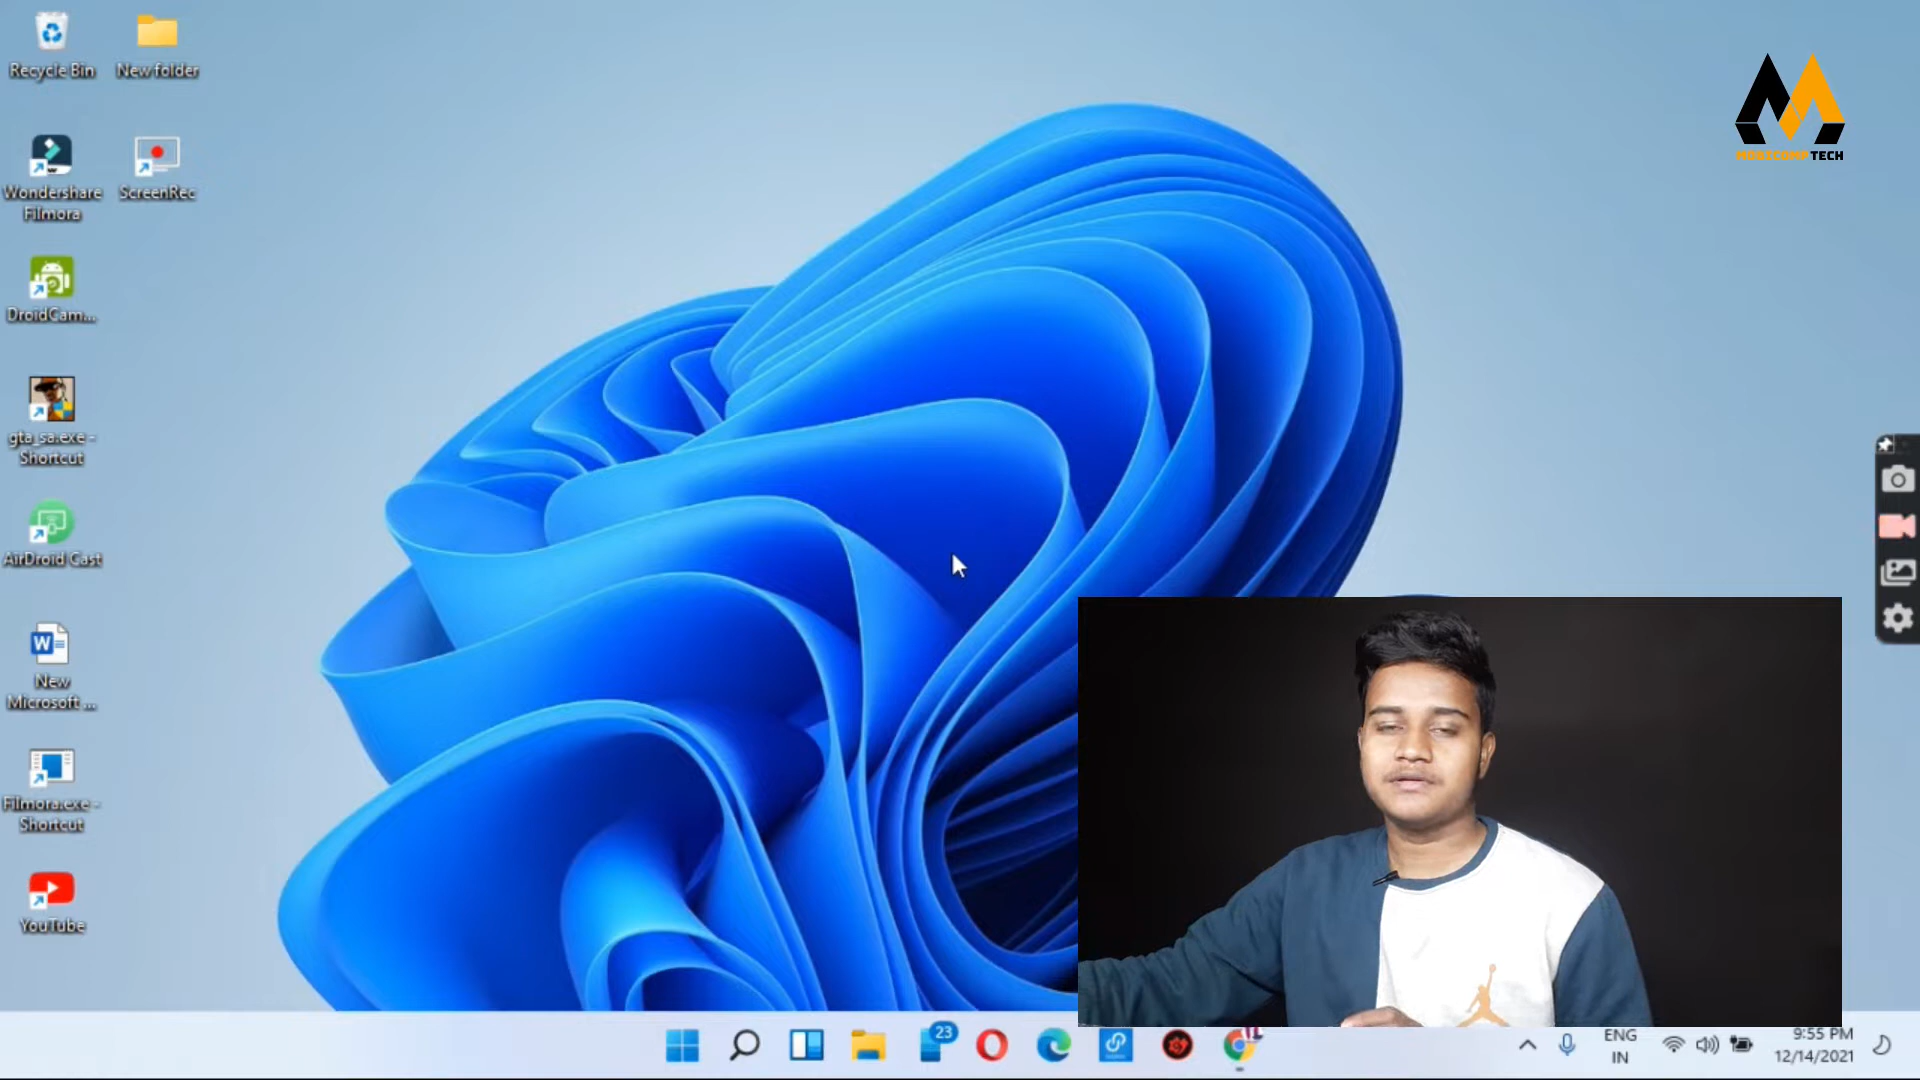 Recycle Bin
New folder
MOBICOMPTECH
Wondershare
Filmora
ScreenRec
DroidCam...
gta_sa.exe -
Shortcut
AirDroid Cast
W
New
Microsoft ...
Filmora.exe -
Shortcut
YouTube
23
ENG
IN
9:55 PM
12/14/2021